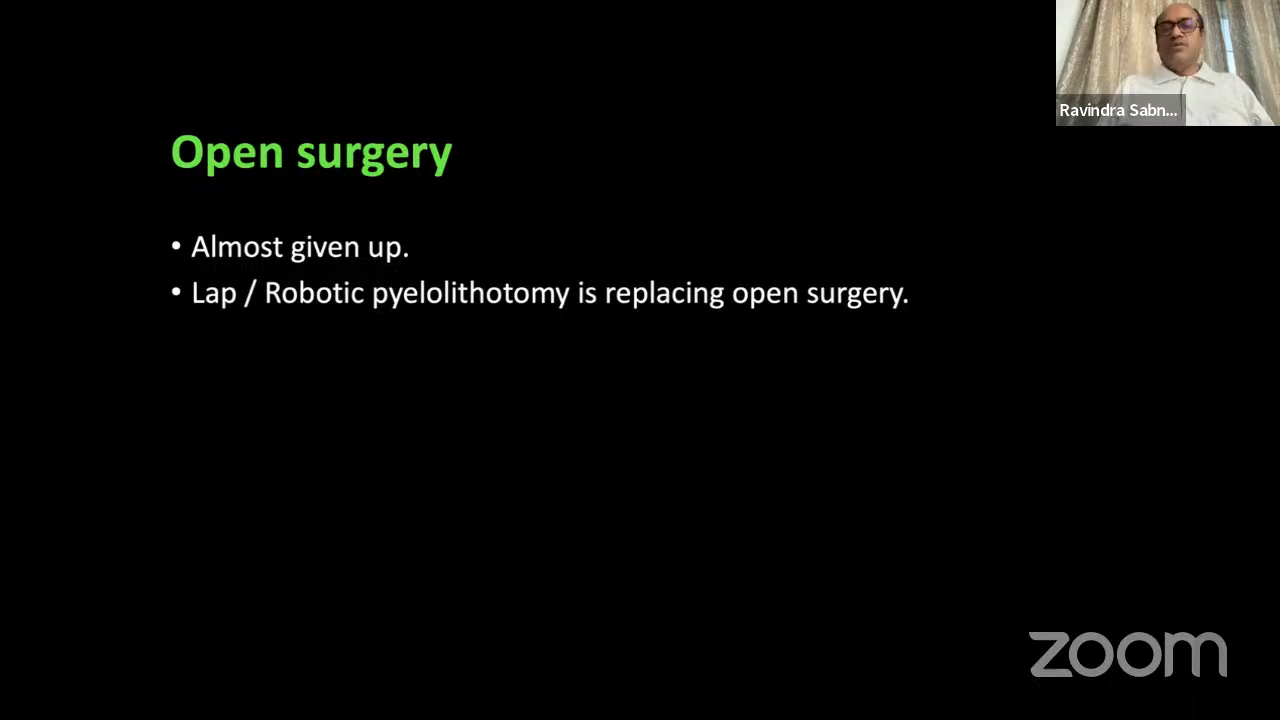 Ravindra Sabn...
Open surgery
• Almost given up.
• Lap / Robotic pyelolithotomy is replacing open surgery.
zoom